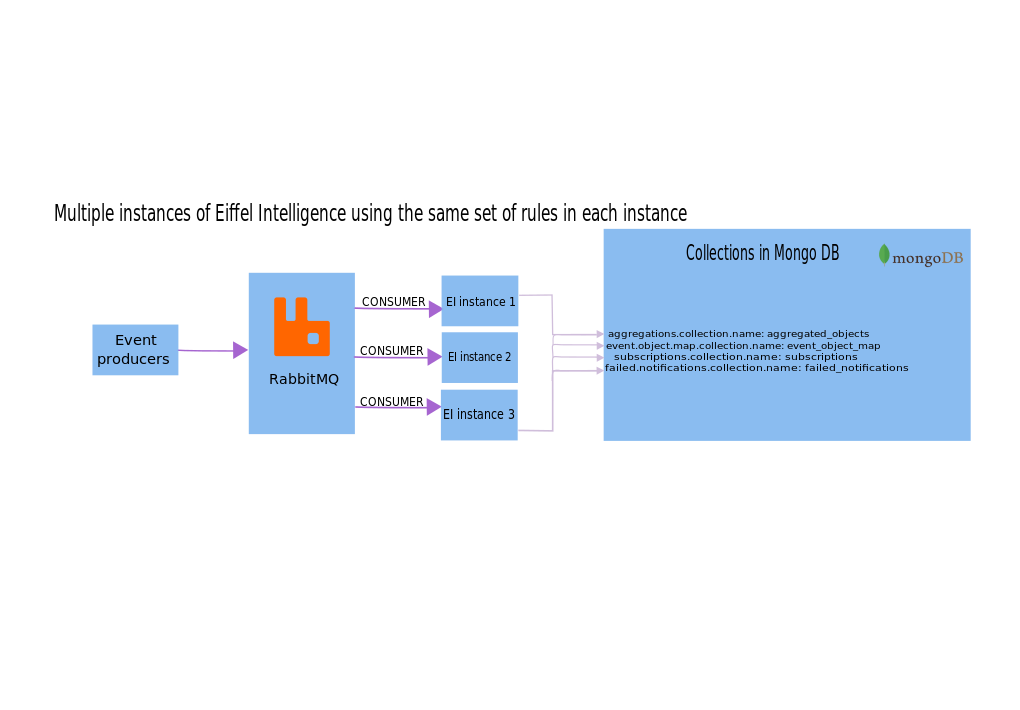 Multiple instances of Eiffel Intelligence using the same set of rules in each instance
Collections in Mongo DB
mongoDB
Event
producers
RabbitMQ
CONSUMER
CONSUMER
CONSUMER
EI instance 1
EI instance 2
EI instance 3
aggregations.collection.name: aggregated_objects
event.object.map.collection.name: event_object_map
subscriptions.collection.name: subscriptions
failed.notifications.collection.name: failed_notifications